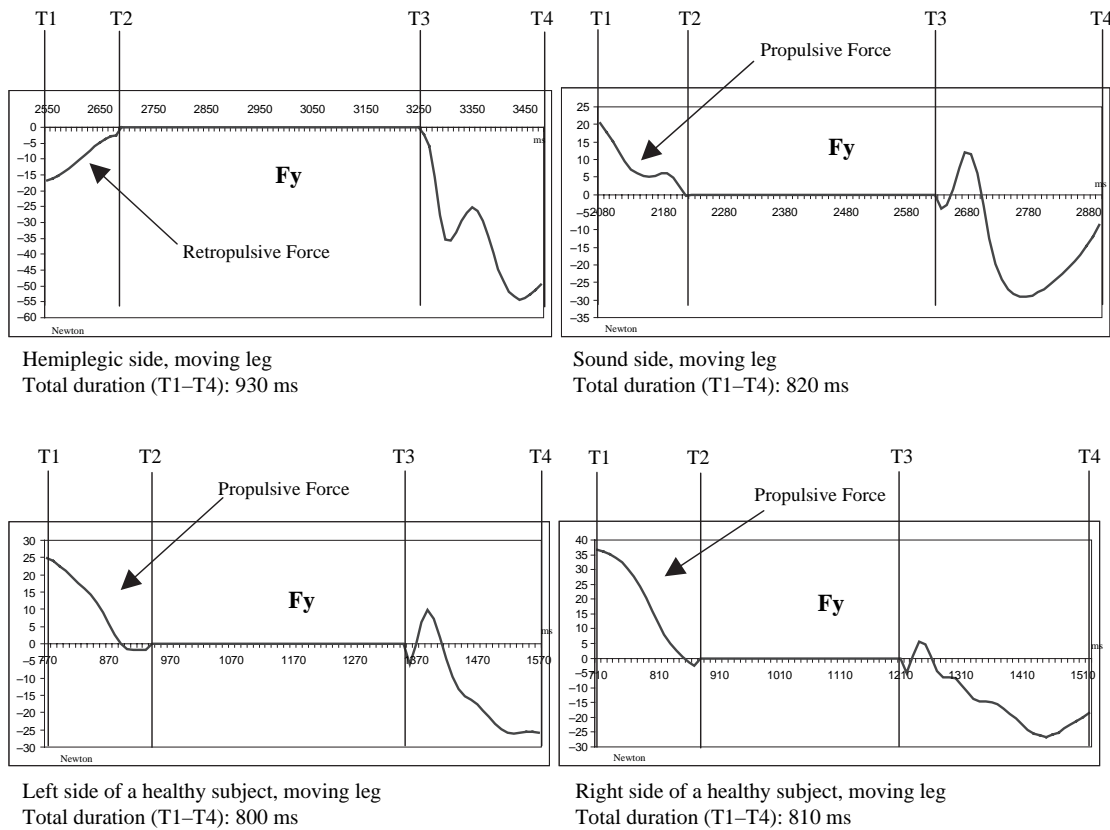 T1 T2 T3 T4
2550 2650 2750 2850 2950 3050 3150 3250 3350 3450
0
ms
–5
–10
–15
Fy
–20
–25
–30
Retropulsive Force
–35
–40
–45
–50
–55
–60
Newton
Hemiplegic side, moving leg
Total duration (T1–T4): 930 ms
T1 T2 T3 T4
Propulsive Force
25
20
15
Fy
10
5
0
–5
2080 2180 2280 2380 2480 2580 2680 2780 2880
–10
–15
–20
–25
–30
–35
Newton
Sound side, moving leg
Total duration (T1–T4): 820 ms
T1 T2 T3 T4
Propulsive Force
30
25
20
15
Fy
10
5
0
ms
–5
770 870 970 1070 1170 1270 1370 1470 1570
–10
–15
–20
–25
–30
Newton
Left side of a healthy subject, moving leg
Total duration (T1–T4): 800 ms
T1 T2 T3 T4
Propulsive Force
40
35
30
25
20
Fy
15
10
5
0
ms
–5
710 810 910 1010 1110 1210 1310 1410 1510
–10
–15
–20
–25
–30
Newton
Right side of a healthy subject, moving leg
Total duration (T1–T4): 810 ms